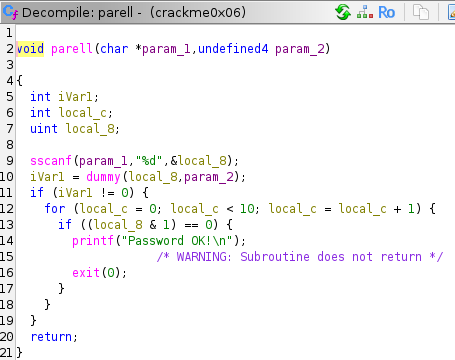 Decompile: parell - (crackme0x06)
Ro
1
2 void parell(char *param_1,undefined4 param_2)
3
4 {
5 int iVar1;
6 int local_c;
7 uint local_8;
8
9 sscanf(param_1,"%d",&local_8);
10 iVar1 = dummy(local_8,param_2);
11 if (iVar1 != 0) {
12 for (local_c = 0; local_c < 10; local_c = local_c + 1) {
13 if ((local_8 & 1) == 0) {
14 printf("Password OK!\n");
15 /* WARNING: Subroutine does not return */
16 exit(0);
17 }
18 }
19 }
20 return;
21 }